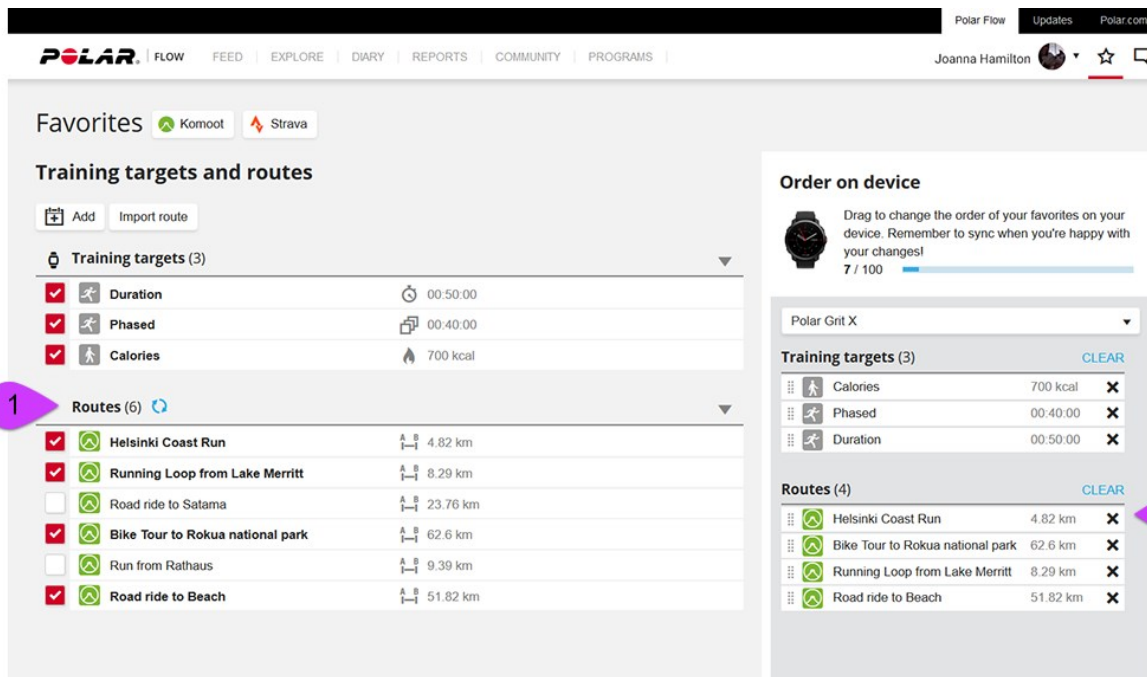 Polar Flow Updates Polar.com
POLAR. FLOW FEED EXPLORE DIARY REPORTS COMMUNITY PROGRAMS Joanna Hamilton
Favorites Komoot Strava
Training targets and routes
Add Import route
Training targets (3)
Duration 00:50:00
Phased 00:40:00
Calories 700 kcal
1
Routes (6)
Helsinki Coast Run A B 4.82 km
Running Loop from Lake Merritt A B 8.29 km
Road ride to Satama A B 23.76 km
Bike Tour to Rokua national park A B 62.6 km
Run from Rathaus A B 9.39 km
Road ride to Beach A B 51.82 km
Order on device
Drag to change the order of your favorites on your
device. Remember to sync when you're happy with
your changes!
7 / 100
Polar Grit X
Training targets (3) CLEAR
Calories 700 kcal
Phased 00:40:00
Duration 00:50:00
Routes (4) CLEAR
Helsinki Coast Run 4.82 km
Bike Tour to Rokua national park 62.6 km
Running Loop from Lake Merritt 8.29 km
Road ride to Beach 51.82 km